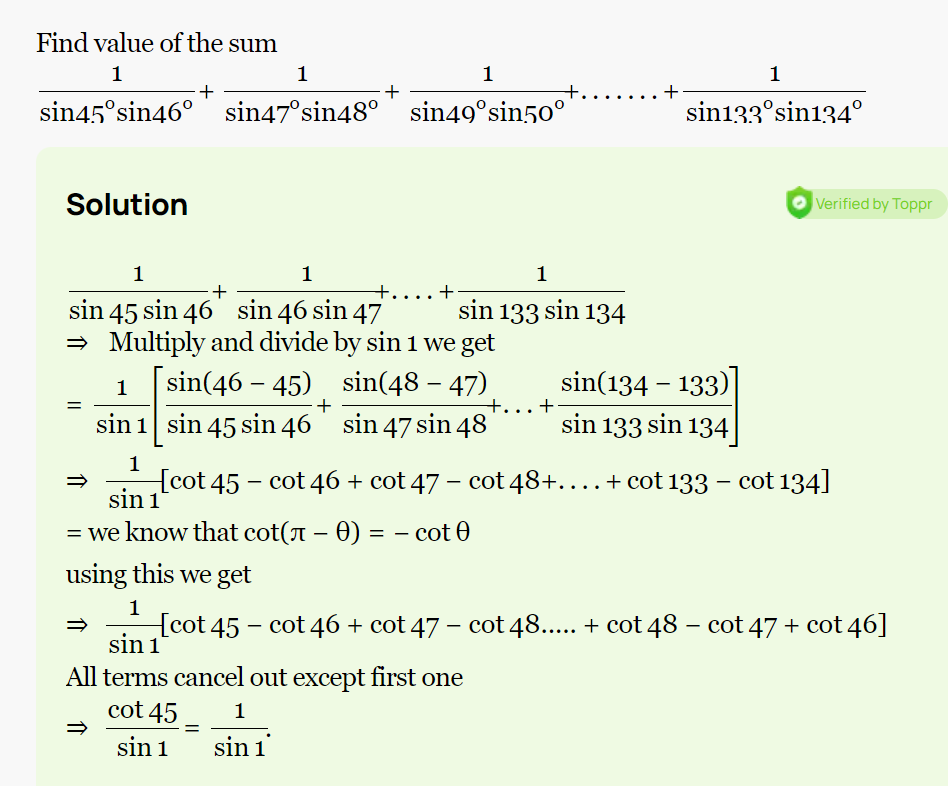 Find value of the sum
1/(sin45°sin46°) + 1/(sin47°sin48°) + 1/(sin49°sin50°) +.......+ 1/(sin133°sin134°)
Solution
Verified by Toppr
1/(sin 45 sin 46) + 1/(sin 46 sin 47) +....+ 1/(sin 133 sin 134)
⇒ Multiply and divide by sin 1 we get
= 1/(sin 1) [sin(46 − 45)/(sin 45 sin 46) + sin(48 − 47)/(sin 47 sin 48) +...+ sin(134 − 133)/(sin 133 sin 134)]
⇒ 1/(sin 1) [cot 45 − cot 46 + cot 47 − cot 48+....+ cot 133 − cot 134]
= we know that cot(π − θ) = − cot θ
using this we get
⇒ 1/(sin 1) [cot 45 − cot 46 + cot 47 − cot 48..... + cot 48 − cot 47 + cot 46]
All terms cancel out except first one
⇒ (cot 45)/(sin 1) = 1/(sin 1).